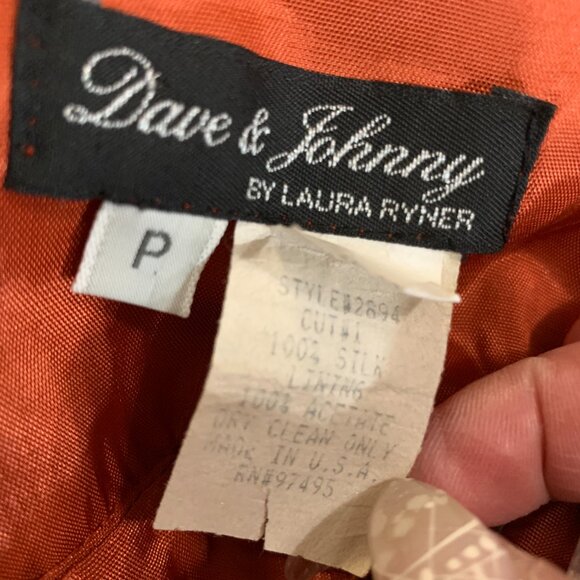 Dave & Johnny
BY LAURA RYNER
P
STYLE#2894
CUT#1
100% SILK
LINING
100% ACETATE
DRY CLEAN ONLY
MADE IN U.S.A.
RN#97495